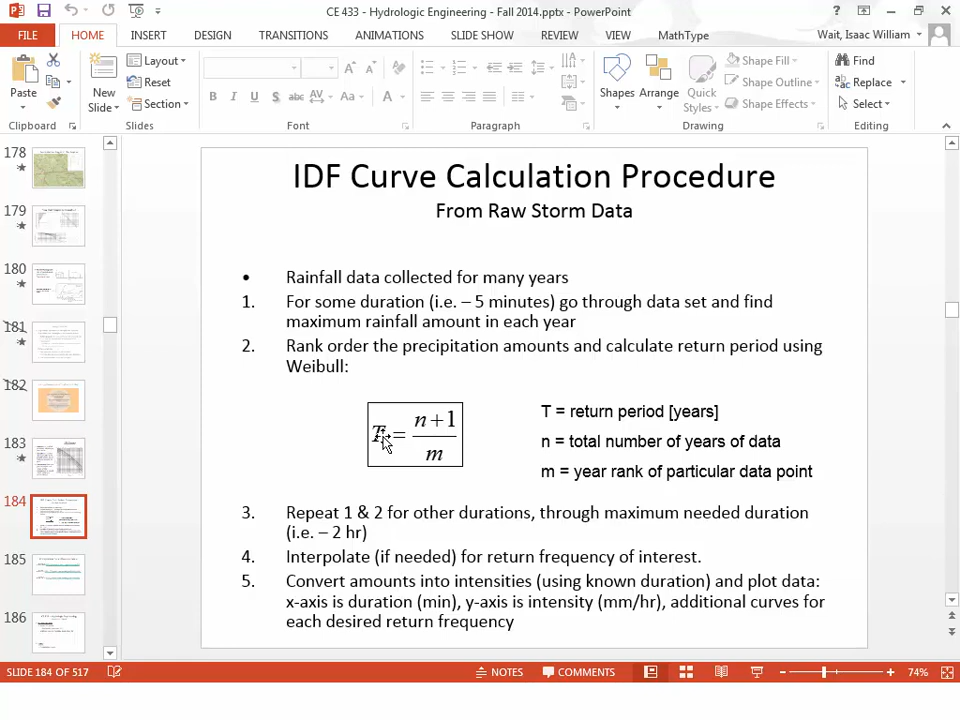 CE 433 - Hydrologic Engineering - Fall 2014.pptx - PowerPoint
FILE HOME INSERT DESIGN TRANSITIONS ANIMATIONS SLIDE SHOW REVIEW VIEW MathType Wait, Isaac William
Paste
Clipboard
New Slide
Layout
Reset
Section
Slides
B I U S abc AV Aa A
Font
Paragraph
Shapes
Arrange
Quick Styles
Shape Fill
Shape Outline
Shape Effects
Drawing
Find
Replace
Select
Editing
178
179
180
181
182
183
184
185
186
IDF Curve Calculation Procedure
From Raw Storm Data
• Rainfall data collected for many years
1. For some duration (i.e. – 5 minutes) go through data set and find
maximum rainfall amount in each year
2. Rank order the precipitation amounts and calculate return period using
Weibull:
T = n+1 / m
T = return period [years]
n = total number of years of data
m = year rank of particular data point
3. Repeat 1 & 2 for other durations, through maximum needed duration
(i.e. – 2 hr)
4. Interpolate (if needed) for return frequency of interest.
5. Convert amounts into intensities (using known duration) and plot data:
x-axis is duration (min), y-axis is intensity (mm/hr), additional curves for
each desired return frequency
SLIDE 184 OF 517 NOTES COMMENTS 74%